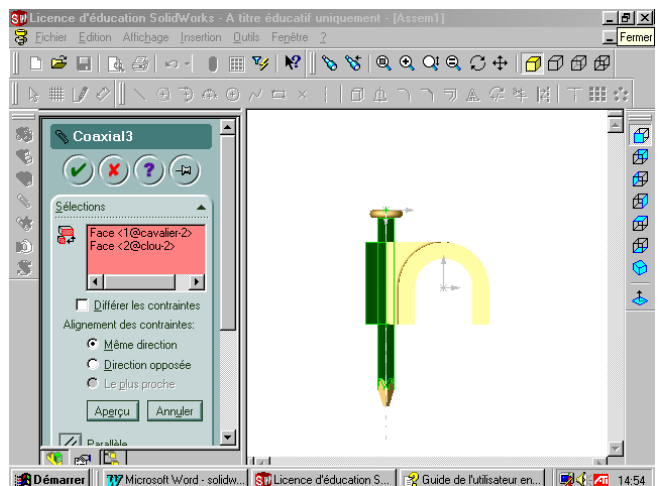 Licence d'éducation SolidWorks - A titre éducatif uniquement - [Assem1]
Fichier Edition Affichage Insertion Outils Fenêtre ?
Fermer
Coaxial3
Sélections
Face <1@cavalier-2>
Face <2@clou-2>
Différer les contraintes
Alignement des contraintes:
Même direction
Direction opposée
Le plus proche
Aperçu Annuler
Parallèle
Démarrer Microsoft Word - solidw... Licence d'éducation S... Guide de l'utilisateur en... 14:54